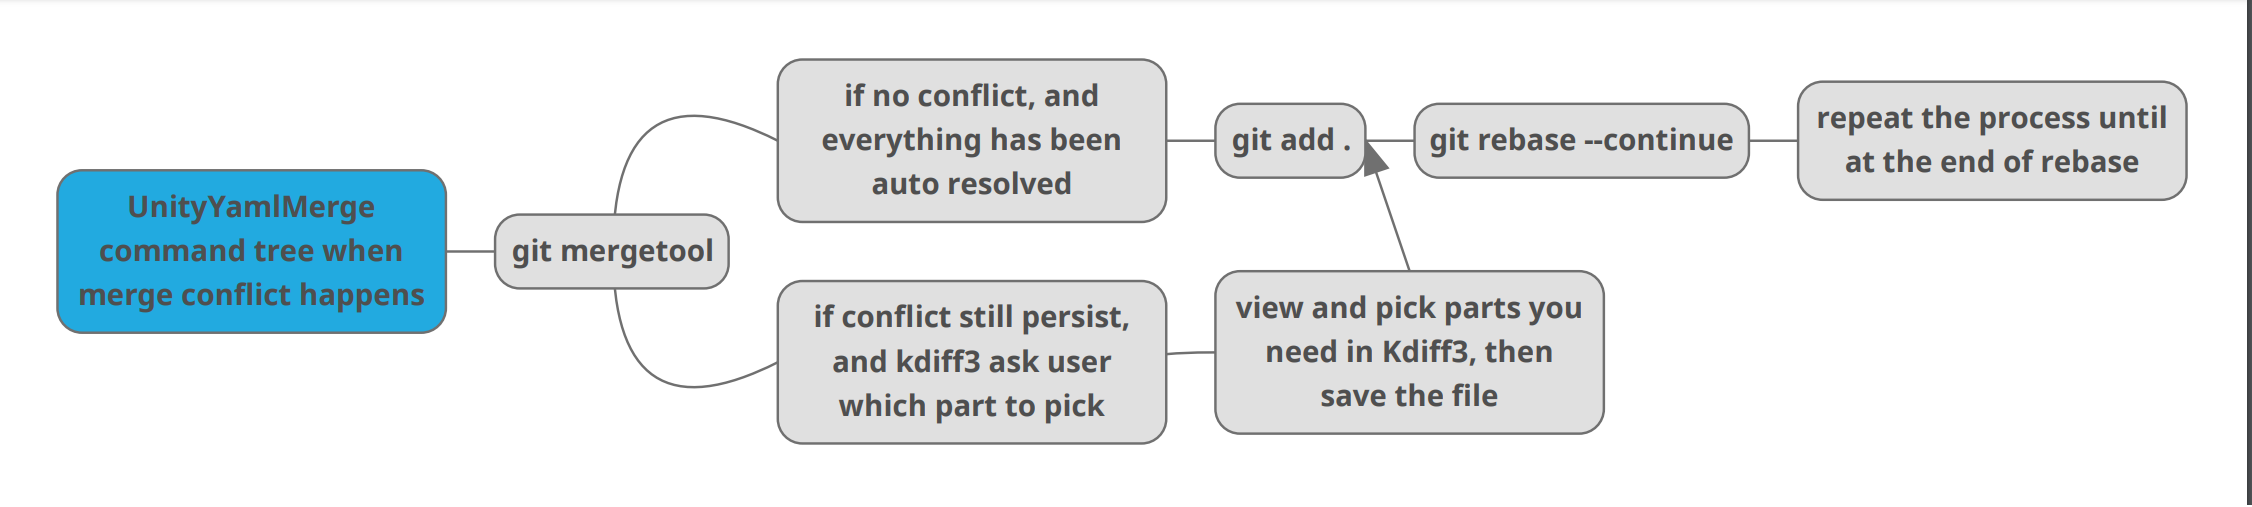 UnityYamlMerge
command tree when
merge conflict happens
git mergetool
if no conflict, and
everything has been
auto resolved
git add .
git rebase --continue
repeat the process until
at the end of rebase
if conflict still persist,
and kdiff3 ask user
which part to pick
view and pick parts you
need in Kdiff3, then
save the file